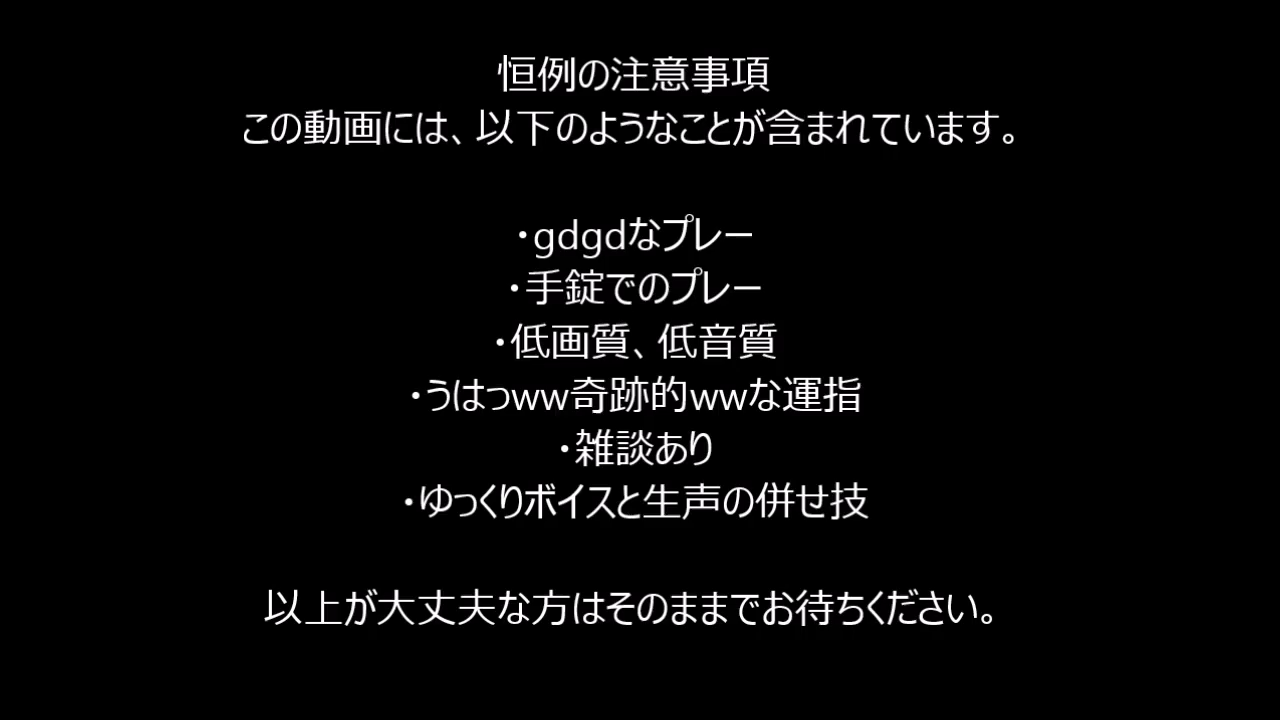 恒例の注意事項
この動画には、以下のようなことが含まれています。
・gdgdなプレー
・手錠でのプレー
・低画質、低音質
・うはっww奇跡的wwな運指
・雑談あり
・ゆっくりボイスと生声の併せ技
以上が大丈夫な方はそのままでお待ちください。